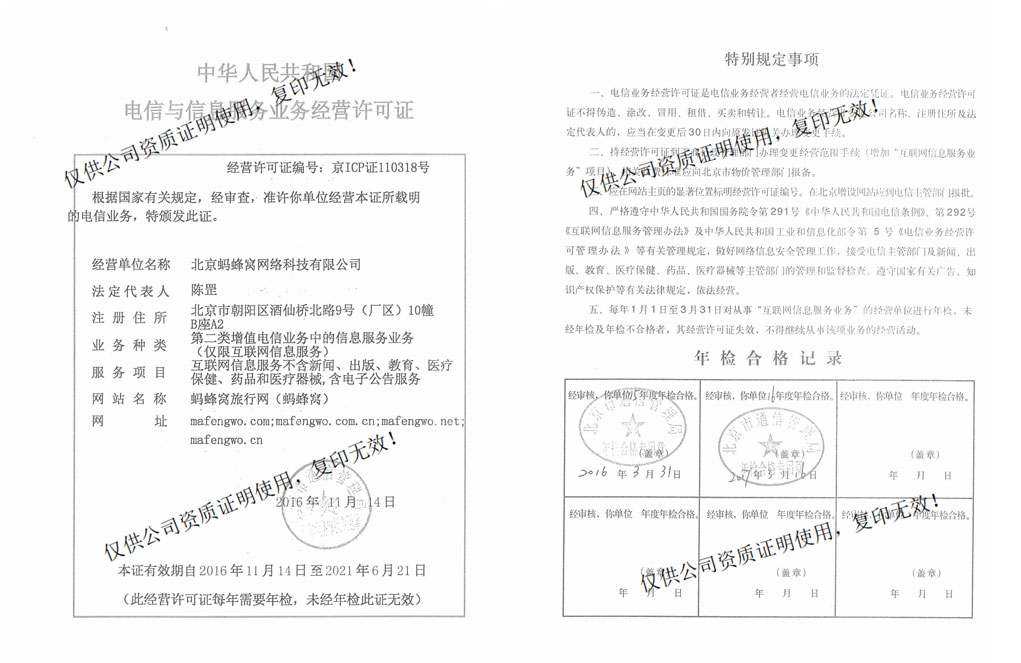 中华人民共和国
电信与信息服务业务经营许可证
经营许可证编号：京ICP证110318号
根据国家有关规定，经审查，准许你单位经营本证所载明
的电信业务，特颁发此证。
经营单位名称 北京蚂蜂窝网络科技有限公司
法定代表人 陈罡
注册住所 北京市朝阳区酒仙桥北路9号（厂区）10幢
B座A2
业务种类 第二类增值电信业务中的信息服务业务
（仅限互联网信息服务）
服务项目 互联网信息服务不含新闻、出版、教育、医疗
保健、药品和医疗器械,含电子公告服务
网站名称 蚂蜂窝旅行网（蚂蜂窝）
网址 mafengwo.com;mafengwo.com.cn;mafengwo.net;
mafengwo.cn
2016年11月14日
本证有效期自2016年11月14日至2021年6月21日
（此经营许可证每年需要年检，未经年检此证无效）
仅供公司资质证明使用，复印无效！
仅供公司资质证明使用，复印无效！
特别规定事项
一、电信业务经营许可证是电信业务经营者经营电信业务的法定凭证。电信业务经营许可
证不得伪造、涂改、冒用、租借、买卖和转让。电信业务经营者变更公司名称、注册住所及法
定代表人的，应当在变更后30日内向原发证机关办理变更手续。
二、持经营许可证到 办理变更经营范围手续（增加“互联网信息服务业
务”项目） 应向北京市物价管理部门报备。
应在网站主页的显著位置标明经营许可证编号。在北京增设网站应到电信主管部门报批。
四、严格遵守中华人民共和国国务院令第291号《中华人民共和国电信条例》、第292号
《互联网信息服务管理办法》及中华人民共和国工业和信息化部令第5号《电信业务经营许
可管理办法》等有关管理规定，做好网络信息安全管理工作，接受电信主管部门及新闻、出
版、教育、医疗保健、药品、医疗器械等主管部门的管理和监督检查。遵守国家有关广告、知
识产权保护等有关法律规定，依法经营。
五、每年1月1日至3月31日对从事“互联网信息服务业务”的经营单位进行年检，未
经年检及年检不合格者，其经营许可证失效，不得继续从事该项业务的经营活动。
年检合格记录
经审核，你单位15年度年检合格。 经审核，你单位16年度年检合格。 经审核，你单位 年度年检合格。
北京市通信管理局 北京市通信管理局
年检合格专用章 年检合格专用章
（盖章） （盖章） （盖章）
2016年3月31日 2017年3月16日 年 月 日
经审核，你单位 年度年检合格。 经审核，你单位 年度年检合格。 经审核，你单位 年度年检合格。
（盖章） （盖章） （盖章）
年 月 日 年 月 日 年 月 日
仅供公司资质证明使用，复印无效！
仅供公司资质证明使用，复印无效！